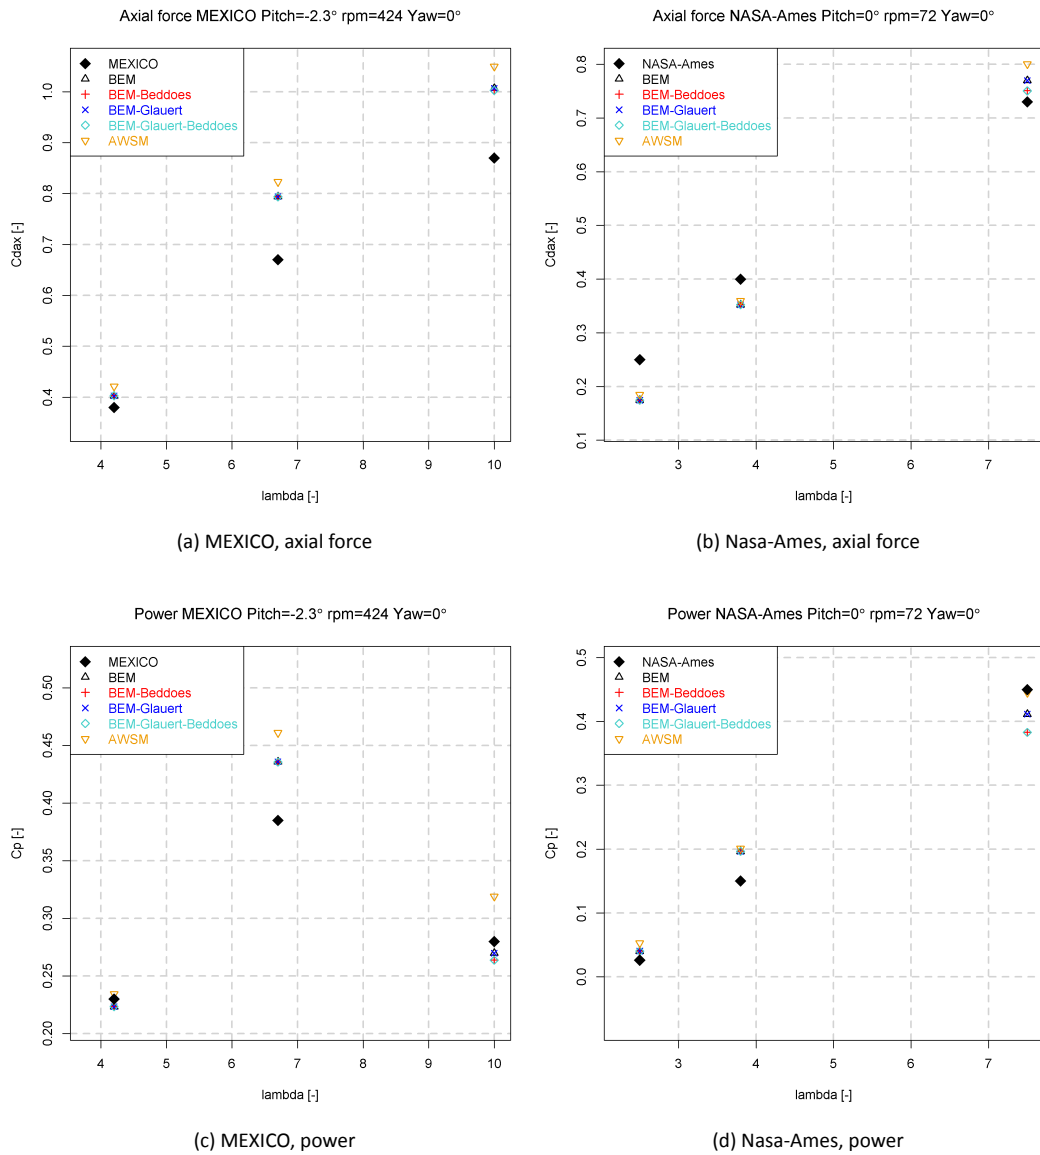 Axial force MEXICO Pitch=-2.3° rpm=424 Yaw=0°
MEXICO
BEM
BEM-Beddoes
BEM-Glauert
BEM-Glauert-Beddoes
AWSM
Cdax [-]
0.4 0.5 0.6 0.7 0.8 0.9 1.0
4 5 6 7 8 9 10
lambda [-]
(a) MEXICO, axial force
Axial force NASA-Ames Pitch=0° rpm=72 Yaw=0°
NASA-Ames
BEM
BEM-Beddoes
BEM-Glauert
BEM-Glauert-Beddoes
AWSM
Cdax [-]
0.1 0.2 0.3 0.4 0.5 0.6 0.7 0.8
3 4 5 6 7
lambda [-]
(b) Nasa-Ames, axial force
Power MEXICO Pitch=-2.3° rpm=424 Yaw=0°
MEXICO
BEM
BEM-Beddoes
BEM-Glauert
BEM-Glauert-Beddoes
AWSM
Cp [-]
0.20 0.25 0.30 0.35 0.40 0.45 0.50
4 5 6 7 8 9 10
lambda [-]
(c) MEXICO, power
Power NASA-Ames Pitch=0° rpm=72 Yaw=0°
NASA-Ames
BEM
BEM-Beddoes
BEM-Glauert
BEM-Glauert-Beddoes
AWSM
Cp [-]
0.0 0.1 0.2 0.3 0.4 0.5
3 4 5 6 7
lambda [-]
(d) Nasa-Ames, power